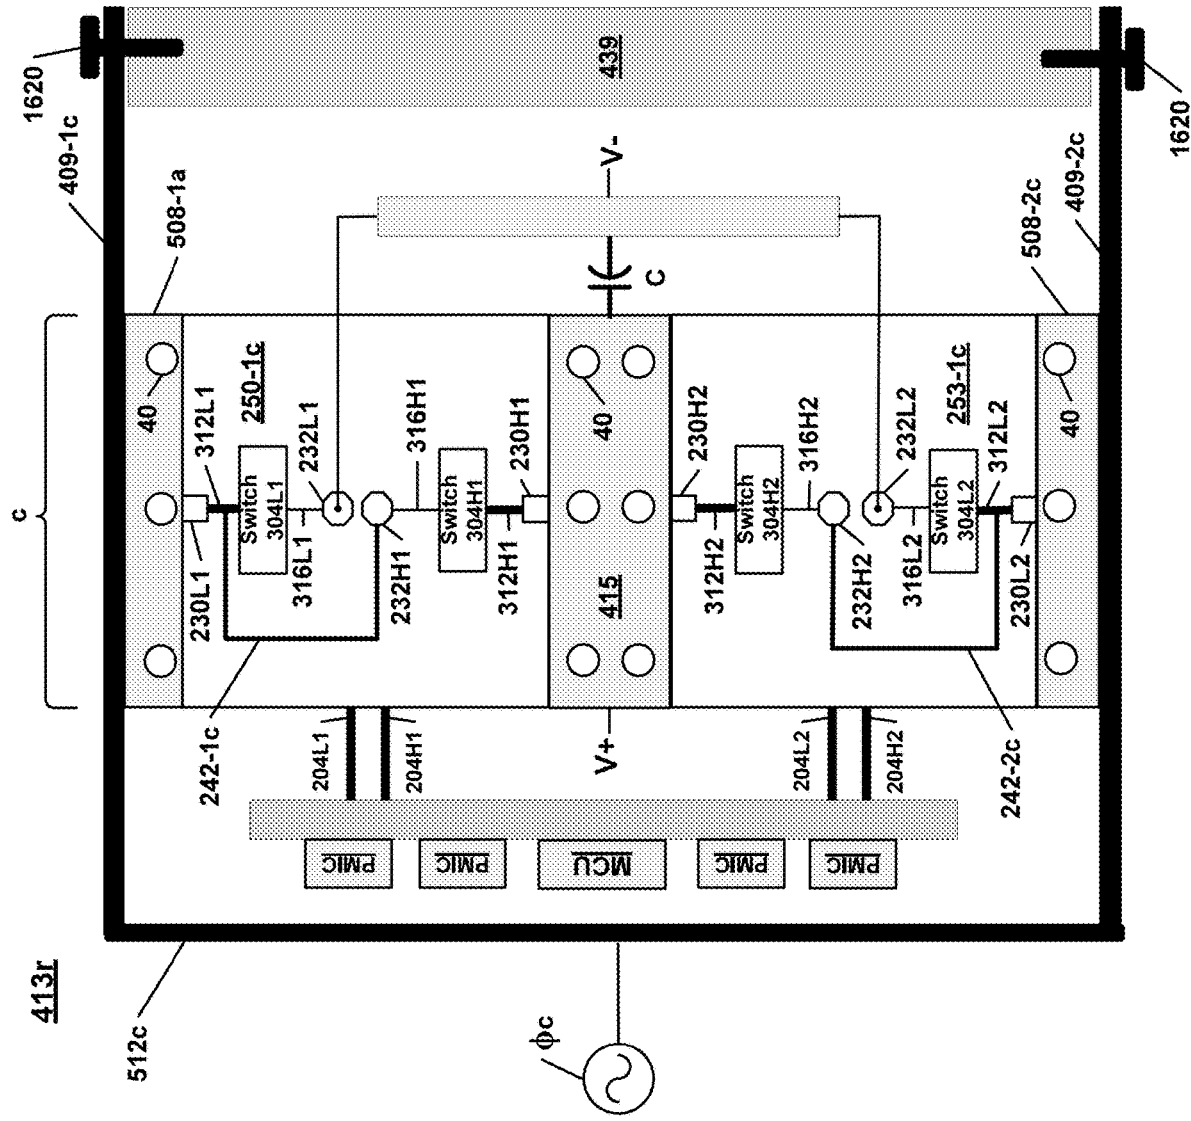 413r
512c
ϕc
c
409-1c
1620
508-1a
40
312L1
250-1c
230L1
Switch
304L1
316L1
232L1
242-1c
232H1
316H1
Switch
304H1
312H1
230H1
204L1
204H1
PMIC
PMIC
MCU
PMIC
PMIC
V+
415
40
C
V-
439
230H2
312H2
Switch
304H2
316H2
232H2
232L2
316L2
Switch
304L2
253-1c
312L2
230L2
204L2
204H2
242-2c
40
508-2c
409-2c
1620